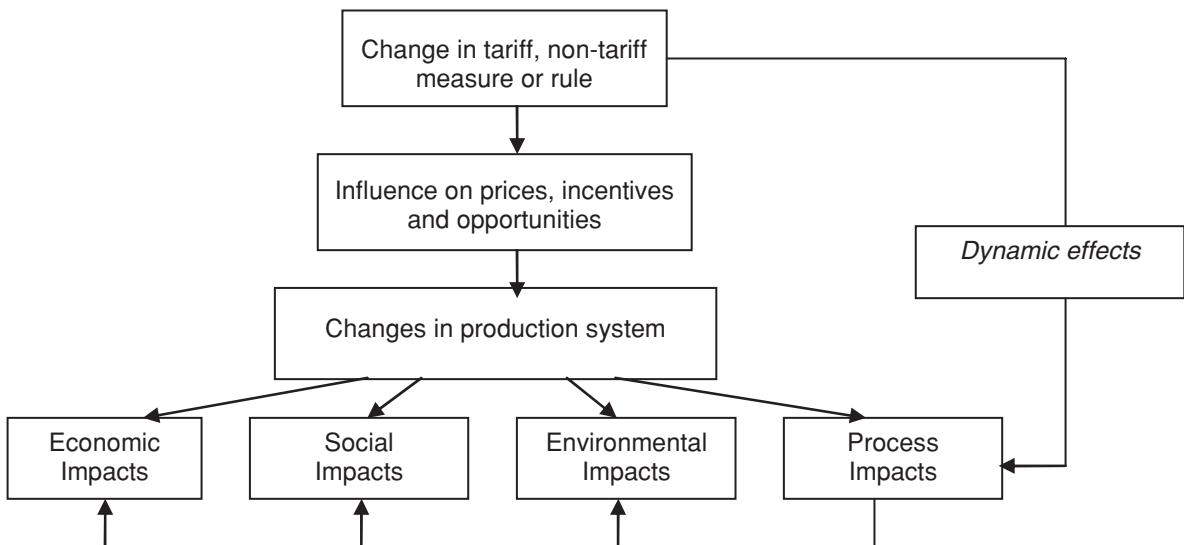 Change in tariff, non-tariff
measure or rule
Influence on prices, incentives
and opportunities
Dynamic effects
Changes in production system
Economic
Impacts
Social
Impacts
Environmental
Impacts
Process
Impacts